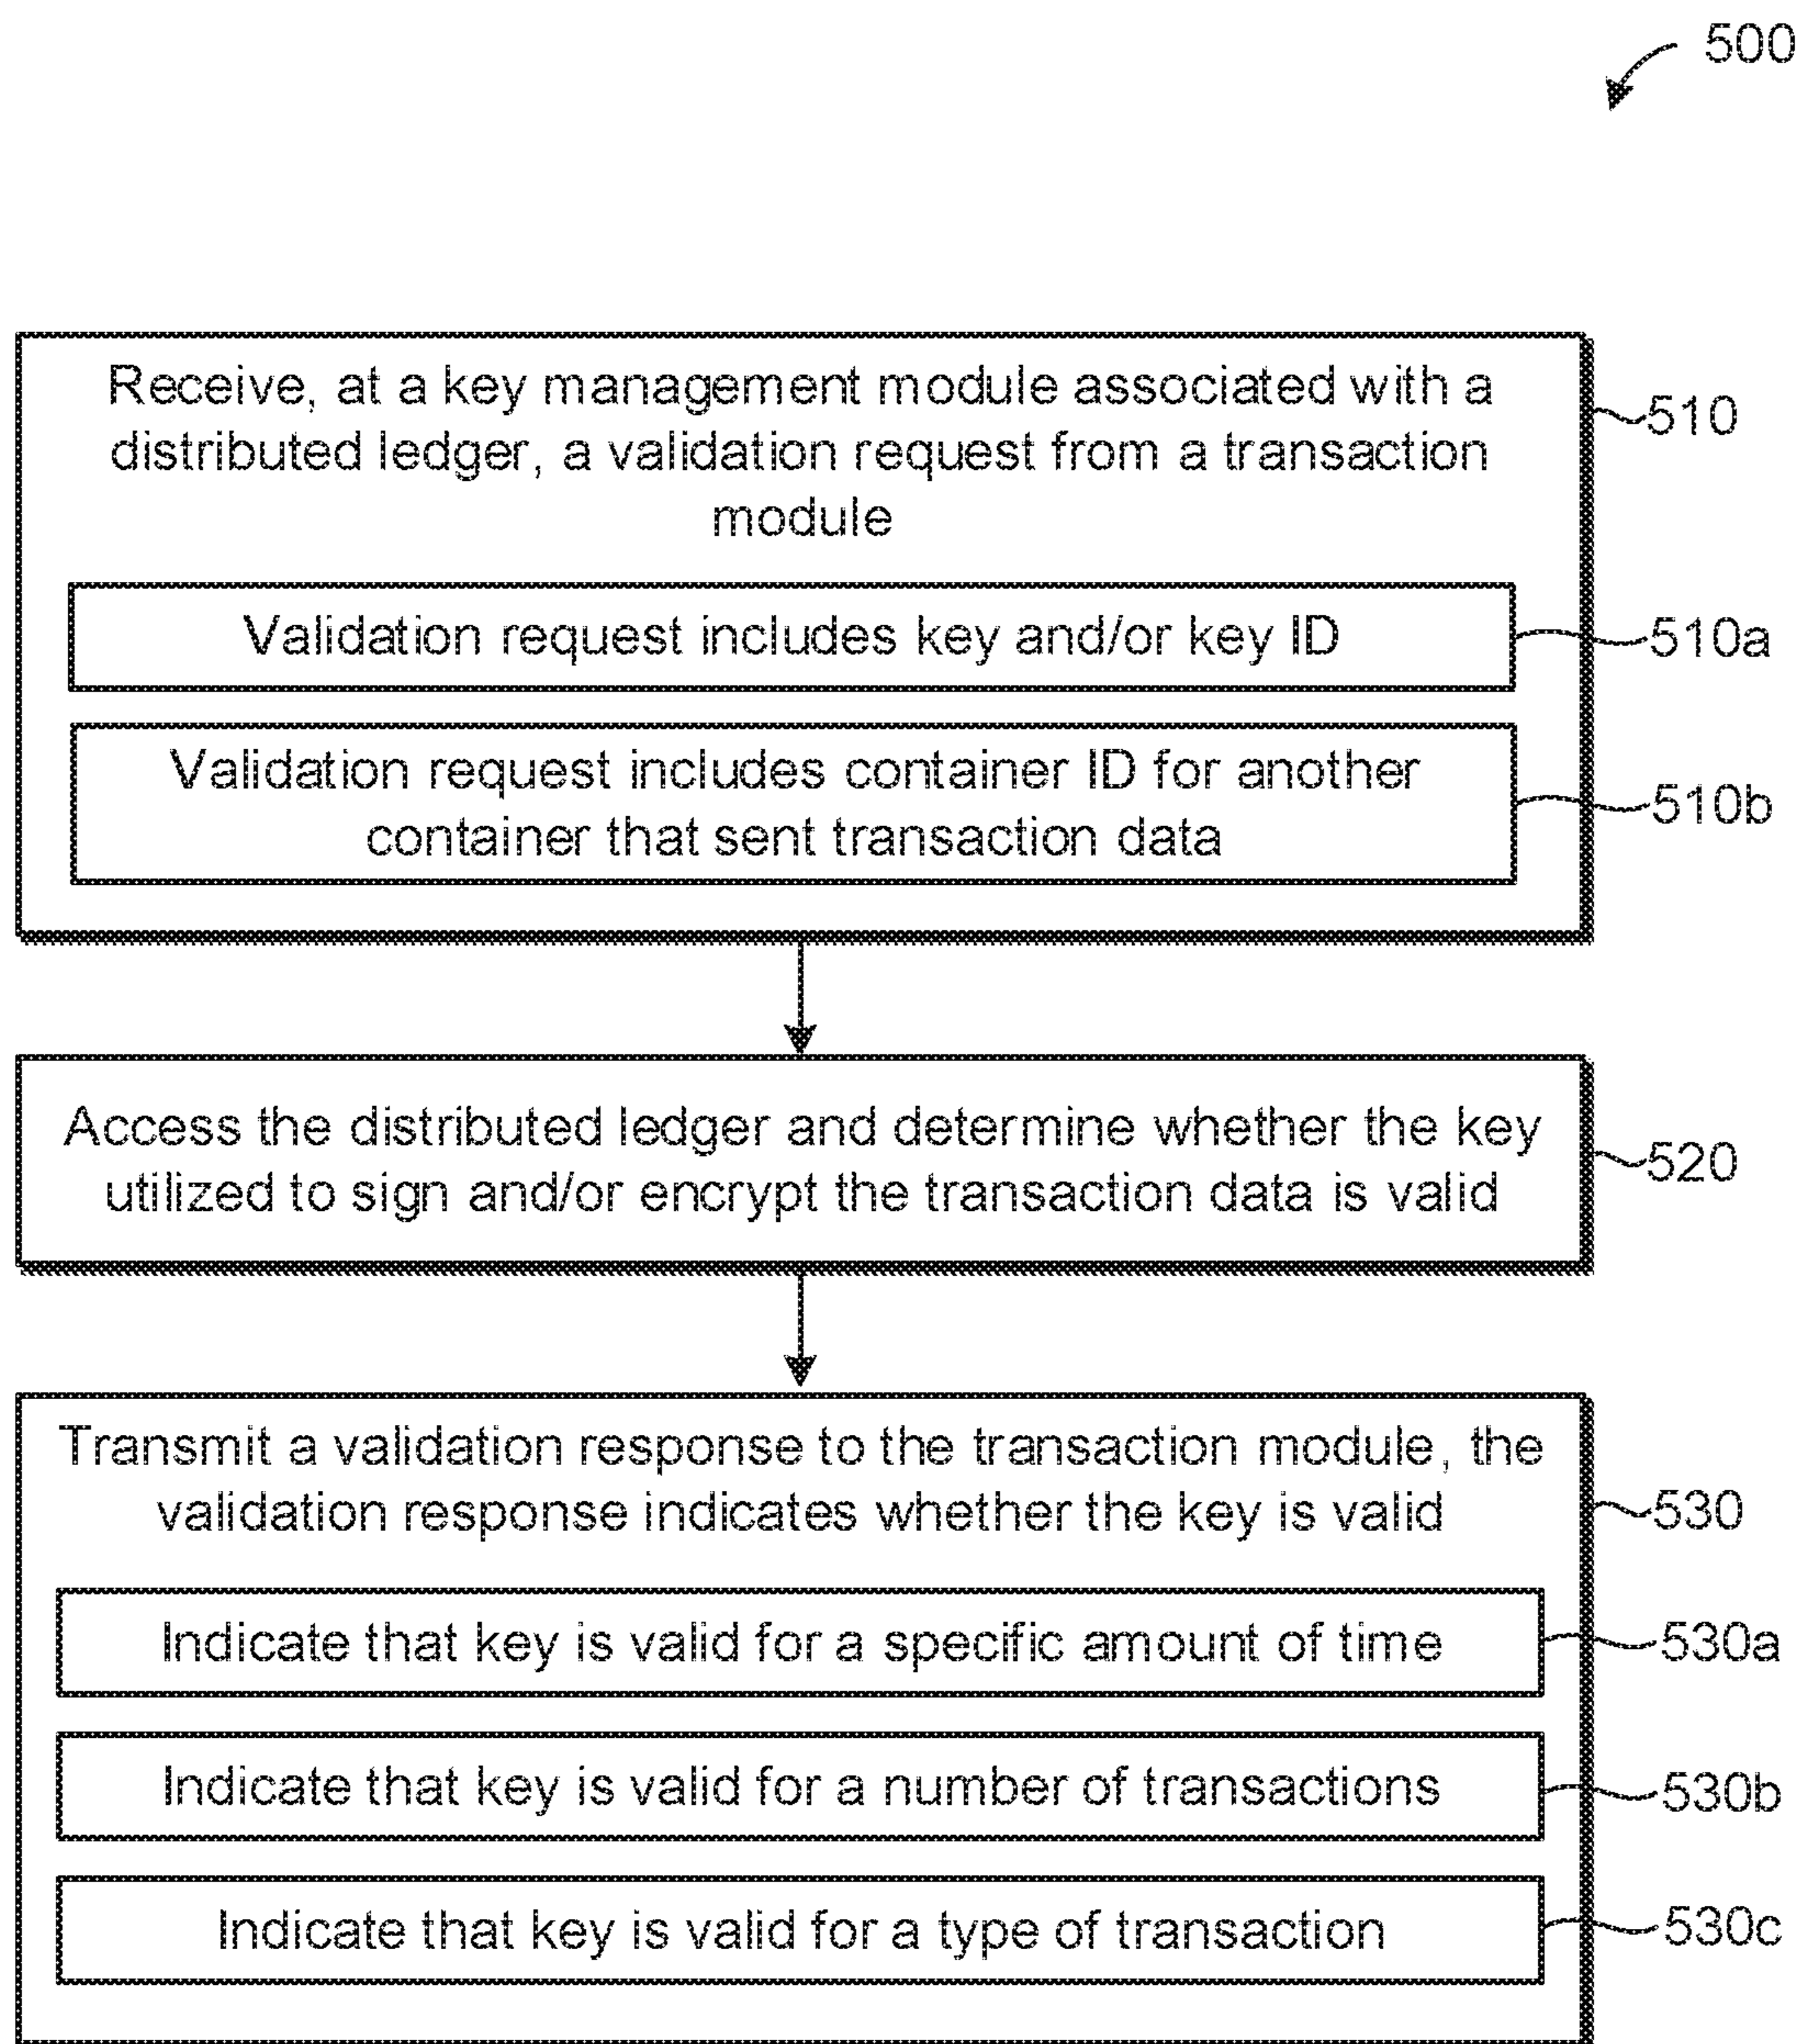 500
Receive, at a key management module associated with a
distributed ledger, a validation request from a transaction
module
510
Validation request includes key and/or key ID
510a
Validation request includes container ID for another
container that sent transaction data
510b
Access the distributed ledger and determine whether the key
utilized to sign and/or encrypt the transaction data is valid
520
Transmit a validation response to the transaction module, the
validation response indicates whether the key is valid
530
Indicate that key is valid for a specific amount of time
530a
Indicate that key is valid for a number of transactions
530b
Indicate that key is valid for a type of transaction
530c